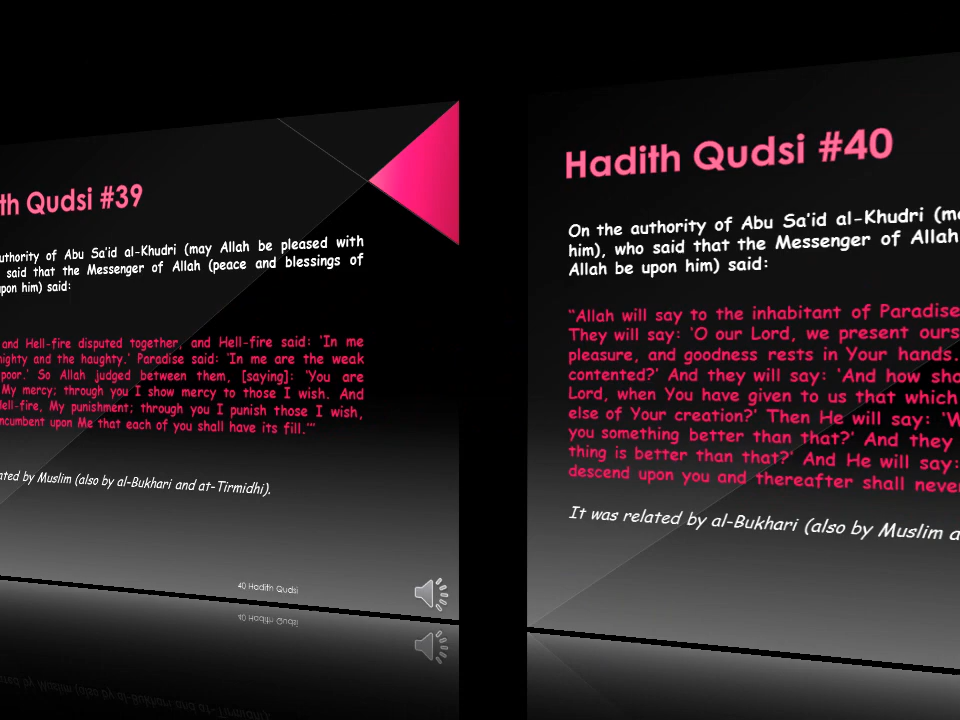 Qudsi #39
authority of Abu Sa'id al-Khudri (may Allah be pleased with
said that the Messenger of Allah (peace and blessings of
upon him) said:
and Hell-fire disputed together, and Hell-fire said: 'In me
mighty and the haughty.' Paradise said: 'In me are the weak
poor.' So Allah judged between them, [saying]: 'You are
My mercy; through you I show mercy to those I wish. And
Hell-fire, My punishment; through you I punish those I wish,
incumbent upon Me that each of you shall have its fill.'"
by Muslim (also by al-Bukhari and at-Tirmidhi).
40 Hadith Qudsi
Hadith Qudsi #40
On the authority of Abu Sa'id al-Khudri
him), who said that the Messenger of Allah
Allah be upon him) said:
"Allah will say to the inhabitant of Paradise
They will say: 'O our Lord, we present
pleasure, and goodness rests in Your hands.
contented?' And they will say: 'And how
Lord, when You have given to us that which
else of Your creation?' Then He will say:
you something better than that?' And they
thing is better than that?' And He will say:
descend upon you and thereafter shall never
It was related by al-Bukhari (also by Muslim